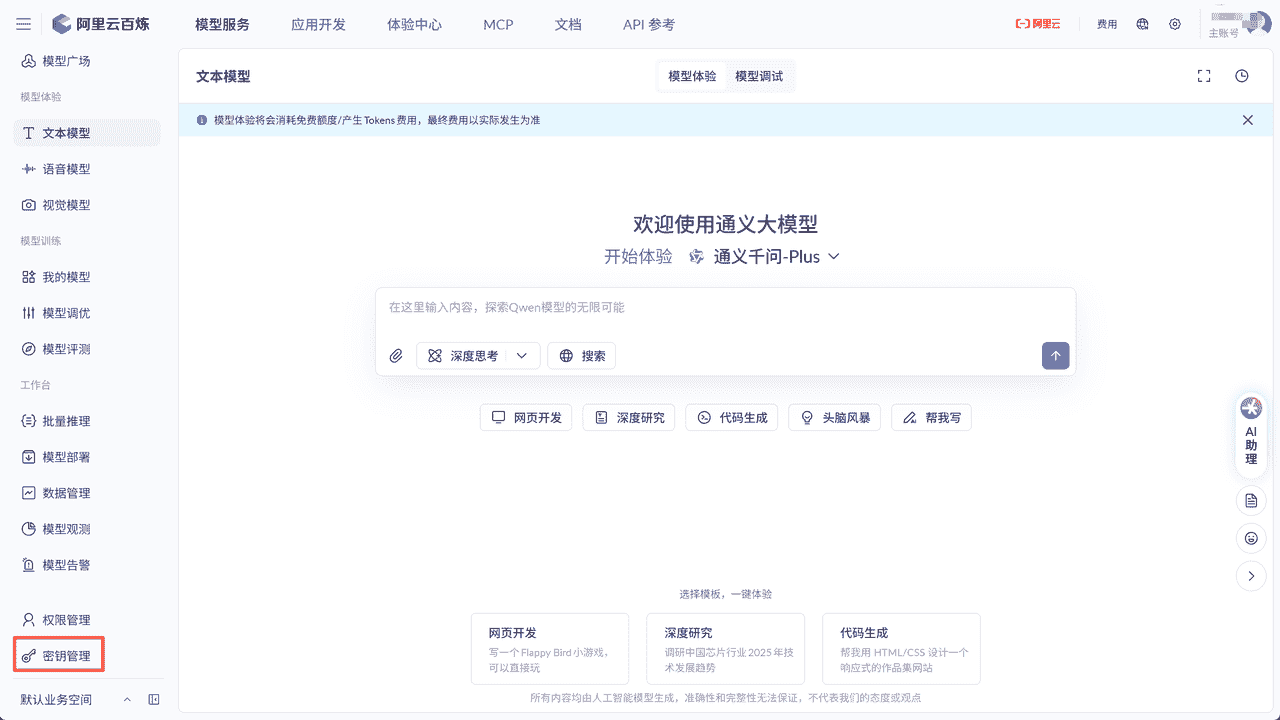 阿里云百炼
模型服务
应用开发
体验中心
MCP
文档
API 参考
阿里云
费用
主账号
模型广场
模型体验
文本模型
语音模型
视觉模型
模型训练
我的模型
模型调优
模型评测
工作台
批量推理
模型部署
数据管理
模型观测
模型告警
权限管理
密钥管理
默认业务空间
文本模型
模型体验
模型调试
模型体验将会消耗免费额度/产生 Tokens 费用，最终费用以实际发生为准
欢迎使用通义大模型
开始体验 通义千问-Plus
在这里输入内容，探索Qwen模型的无限可能
深度思考
搜索
网页开发
深度研究
代码生成
头脑风暴
帮我写
AI
助
理
选择模板，一键体验
网页开发
写一个 Flappy Bird 小游戏，
可以直接玩
深度研究
调研中国芯片行业 2025 年技
术发展趋势
代码生成
帮我用 HTML/CSS 设计一个
响应式的作品集网站
所有内容均由人工智能模型生成，准确性和完整性无法保证，不代表我们的态度或观点